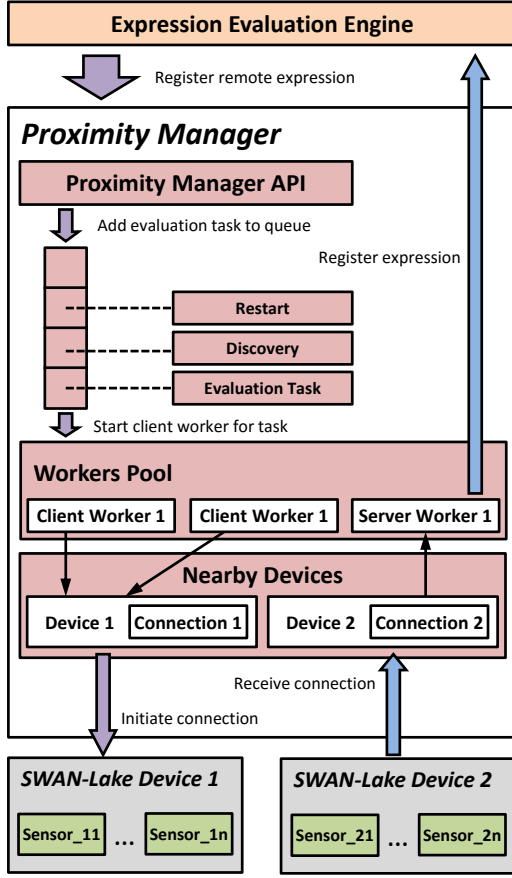 Expression Evaluation Engine
Register remote expression
Proximity Manager
Proximity Manager API
Add evaluation task to queue
Register expression
Restart
Discovery
Evaluation Task
Start client worker for task
Workers Pool
Client Worker 1
Client Worker 1
Server Worker 1
Nearby Devices
Device 1
Connection 1
Device 2
Connection 2
Receive connection
Initiate connection
SWAN-Lake Device 1
SWAN-Lake Device 2
Sensor_11 ... Sensor_1n
Sensor_21 ... Sensor_2n